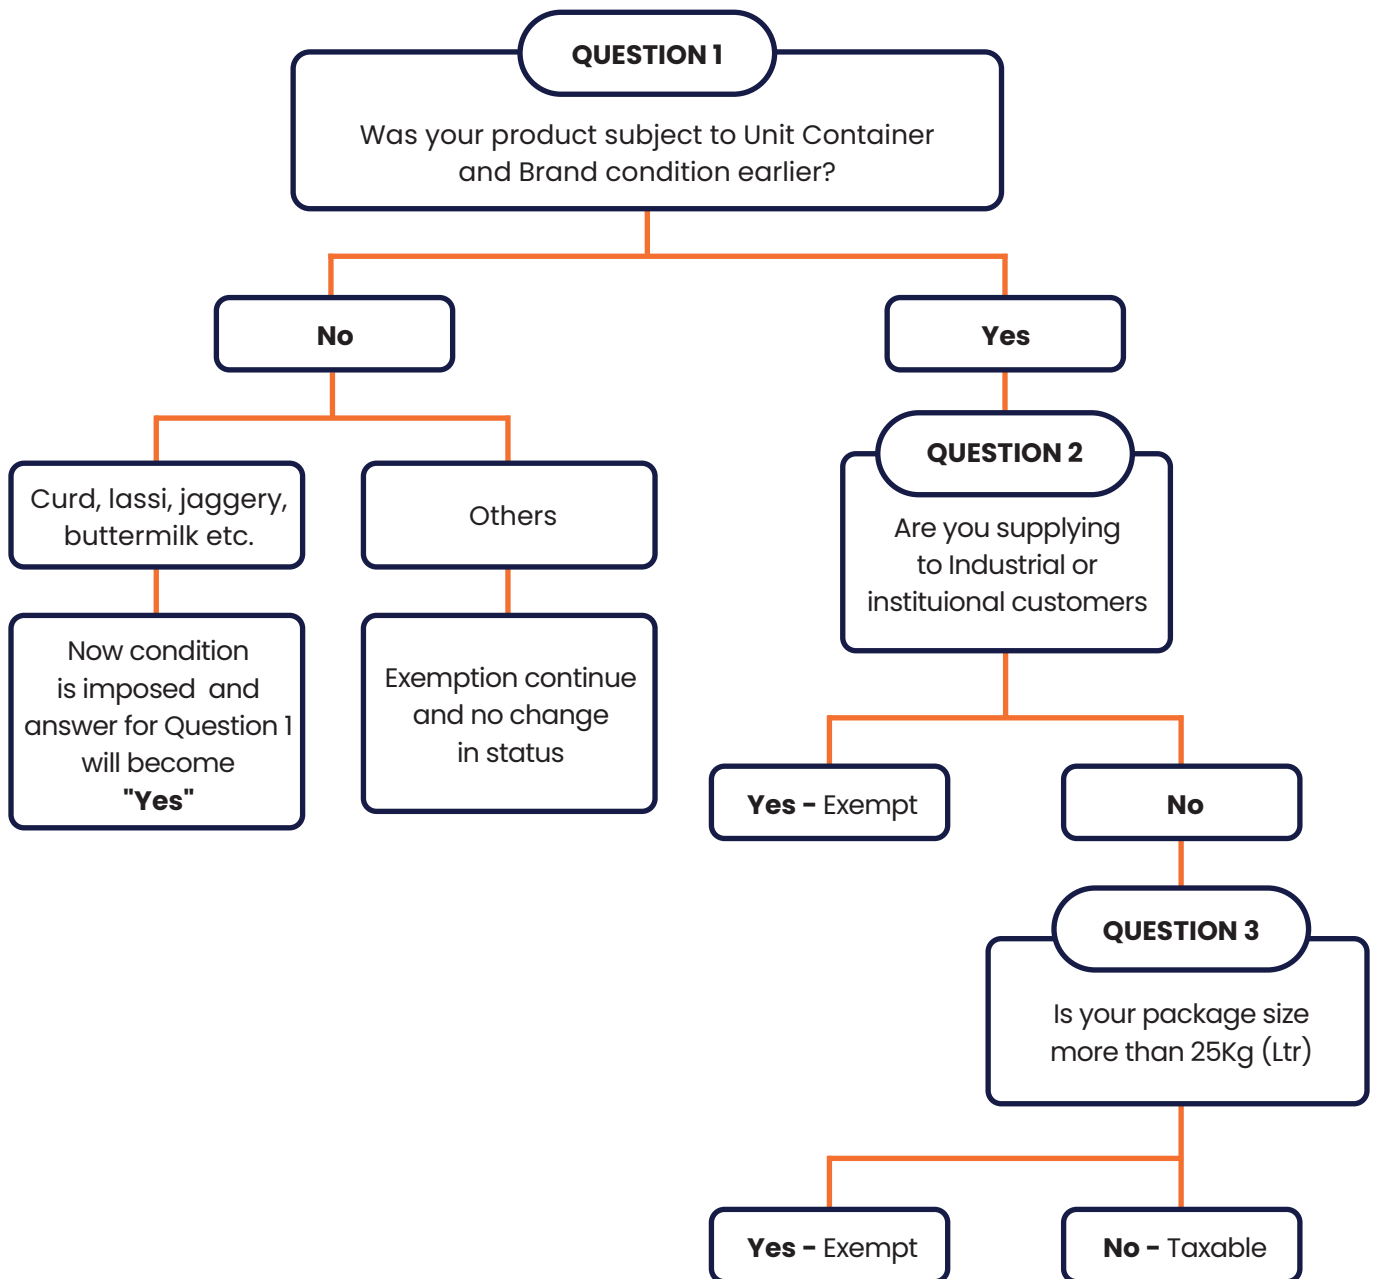 QUESTION 1
Was your product subject to Unit Container
and Brand condition earlier?
No
Yes
Curd, lassi, jaggery,
buttermilk etc.
Others
Now condition
is imposed and
answer for Question 1
will become
"Yes"
Exemption continue
and no change
in status
QUESTION 2
Are you supplying
to Industrial or
instituional customers
Yes - Exempt
No
QUESTION 3
Is your package size
more than 25Kg (Ltr)
Yes - Exempt
No - Taxable